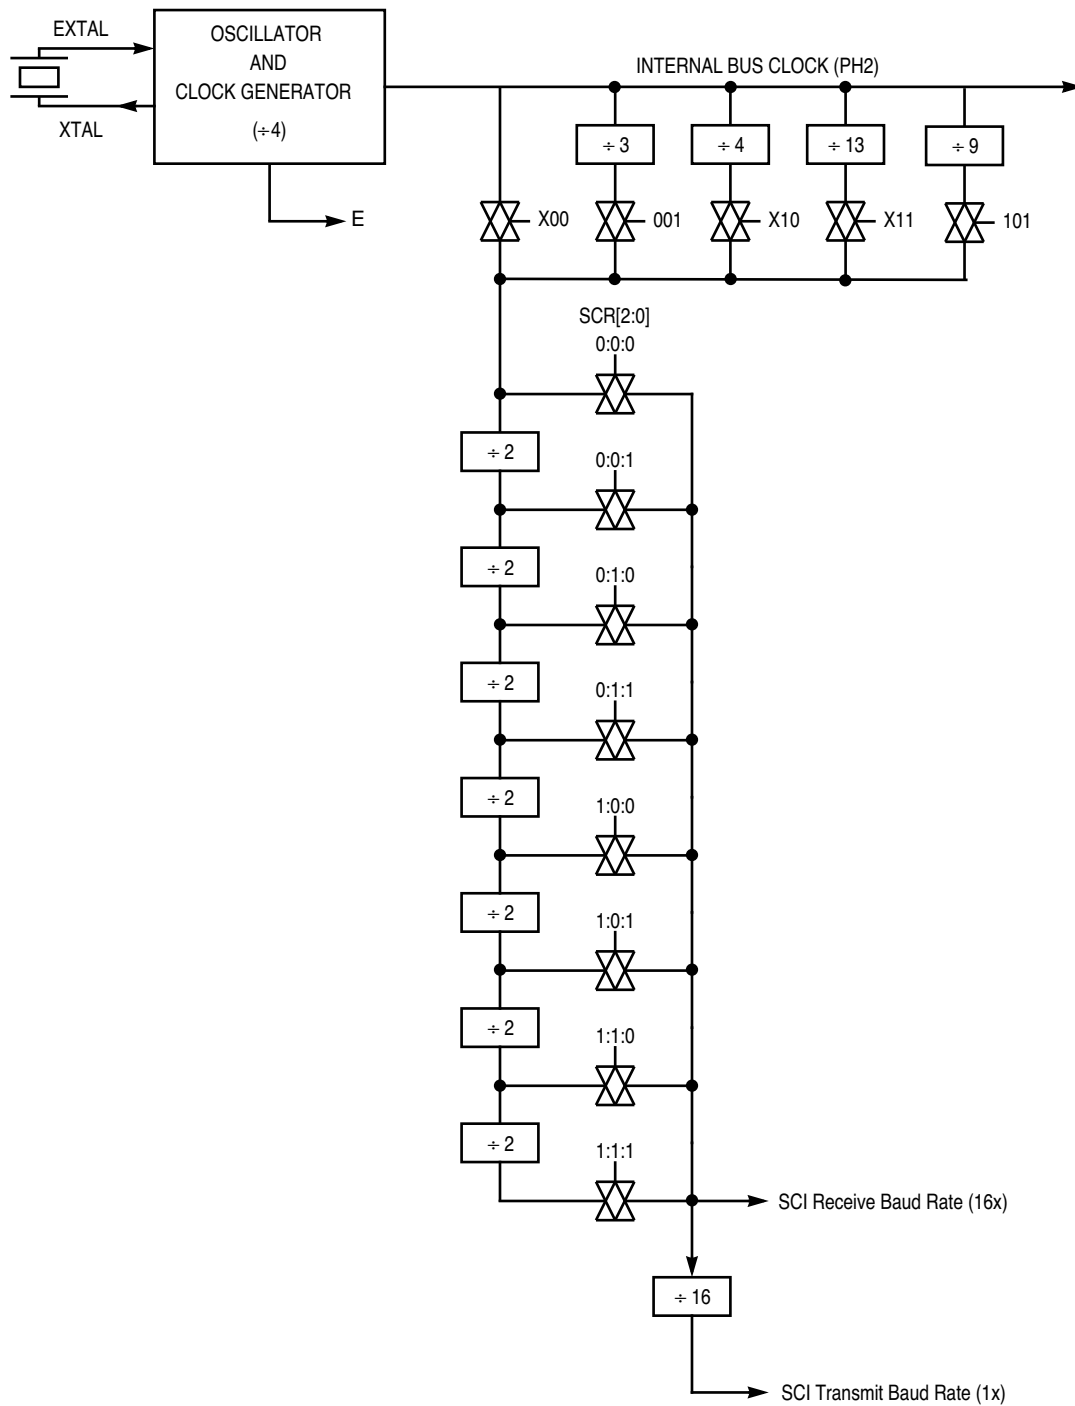 EXTAL
XTAL
OSCILLATOR
AND
CLOCK GENERATOR
(÷4)
E
INTERNAL BUS CLOCK (PH2)
÷ 3
÷ 4
÷ 13
÷ 9
X00
001
X10
X11
101
SCR[2:0]
0:0:0
÷ 2
0:0:1
÷ 2
0:1:0
÷ 2
0:1:1
÷ 2
1:0:0
÷ 2
1:0:1
÷ 2
1:1:0
÷ 2
1:1:1
SCI Receive Baud Rate (16x)
÷ 16
SCI Transmit Baud Rate (1x)